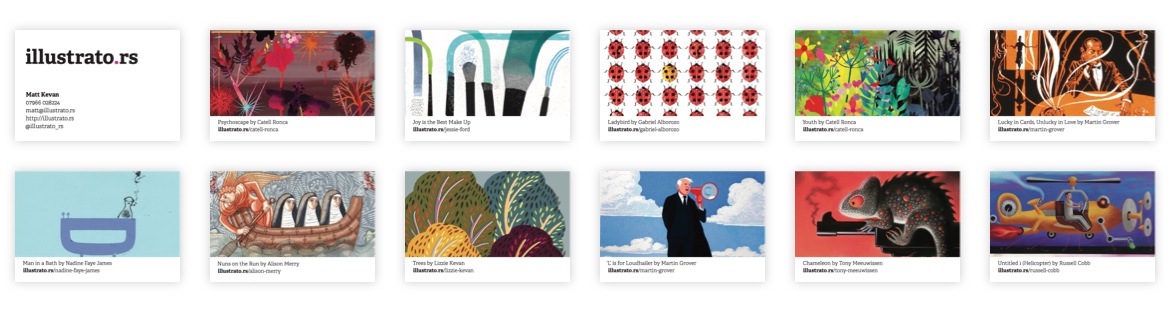 illustrato.rs
Matt Kevan
07966 028224
matt@illustrato.rs
http://illustrato.rs
@illustrato_rs
Psychoscape by Catell Ronca
illustrato.rs/catell-ronca
Joy is the Best Make Up
illustrato.rs/jessie-ford
Ladybird by Gabriel Alborozo
illustrato.rs/gabriel-alborozo
Youth by Catell Ronca
illustrato.rs/catell-ronca
Lucky in Cards, Unlucky in Love by Martin Grover
illustrato.rs/martin-grover
Man in a Bath by Nadine Faye James
illustrato.rs/nadine-faye-james
Nuns on the Run by Alison Merry
illustrato.rs/alison-merry
Trees by Lizzie Kevan
illustrato.rs/lizzie-kevan
'L' is for Loudhailer by Martin Grover
illustrato.rs/martin-grover
Chameleon by Tony Meeuwissen
illustrato.rs/tony-meeuwissen
Untitled 1 (Helicopter) by Russell Cobb
illustrato.rs/russell-cobb